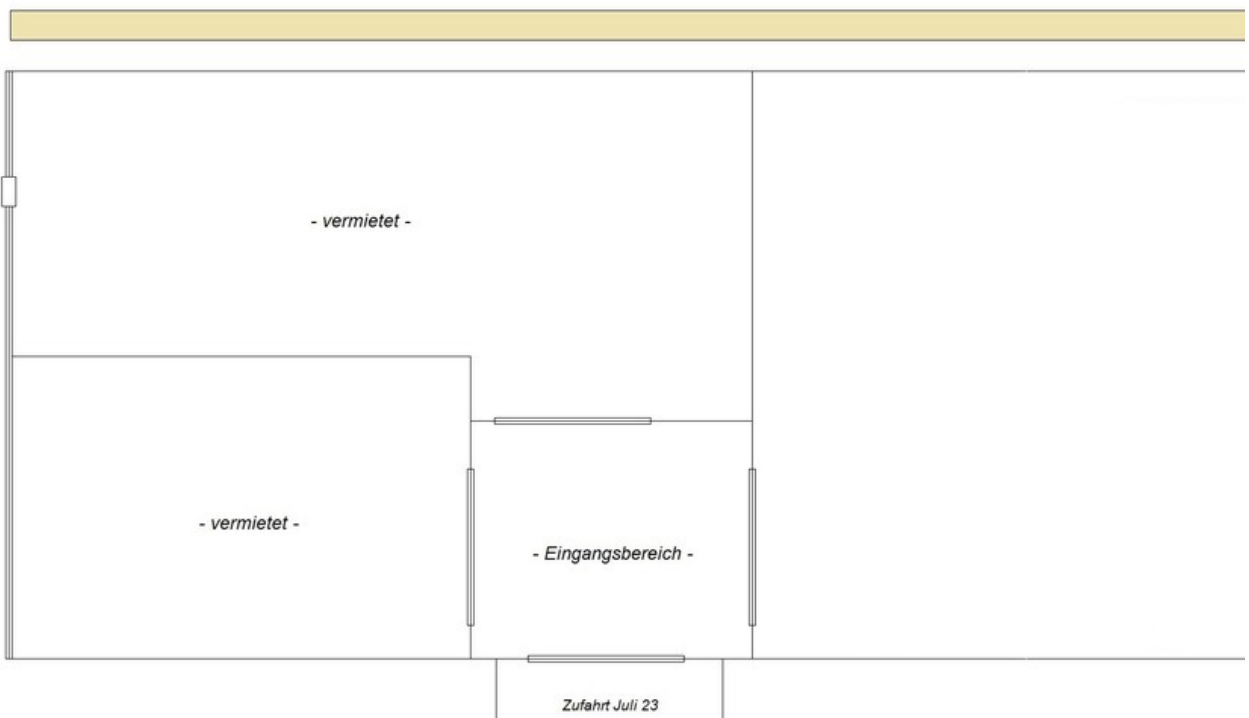 - vermietet -
- vermietet -
- Eingangsbereich -
Zufahrt Juli 23